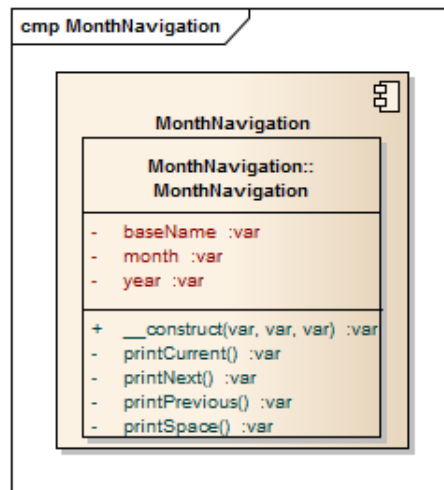 cmp MonthNavigation
MonthNavigation
MonthNavigation::
MonthNavigation
- baseName :var
- month :var
- year :var
+ __construct(var, var, var) :var
- printCurrent() :var
- printNext() :var
- printPrevious() :var
- printSpace() :var